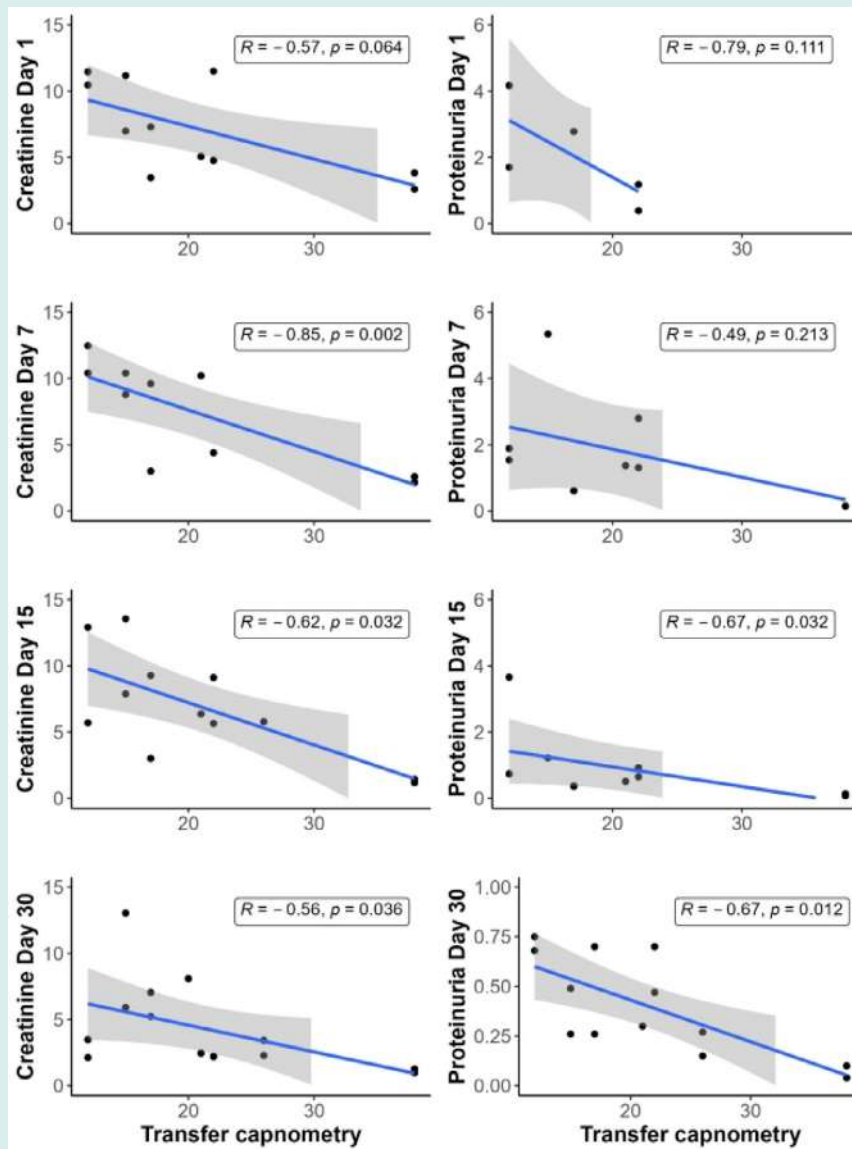 Creatinine Day 1
15
10
5
0
R = − 0.57, p = 0.064
20 30
Proteinuria Day 1
6
4
2
0
R = − 0.79, p = 0.111
20 30
Creatinine Day 7
15
10
5
0
R = − 0.85, p = 0.002
20 30
Proteinuria Day 7
6
4
2
0
R = − 0.49, p = 0.213
20 30
Creatinine Day 15
15
10
5
0
R = − 0.62, p = 0.032
20 30
Proteinuria Day 15
6
4
2
0
R = − 0.67, p = 0.032
20 30
Creatinine Day 30
15
10
5
0
R = − 0.56, p = 0.036
20 30
Transfer capnometry
Proteinuria Day 30
1.00
0.75
0.50
0.25
0.00
R = − 0.67, p = 0.012
20 30
Transfer capnometry